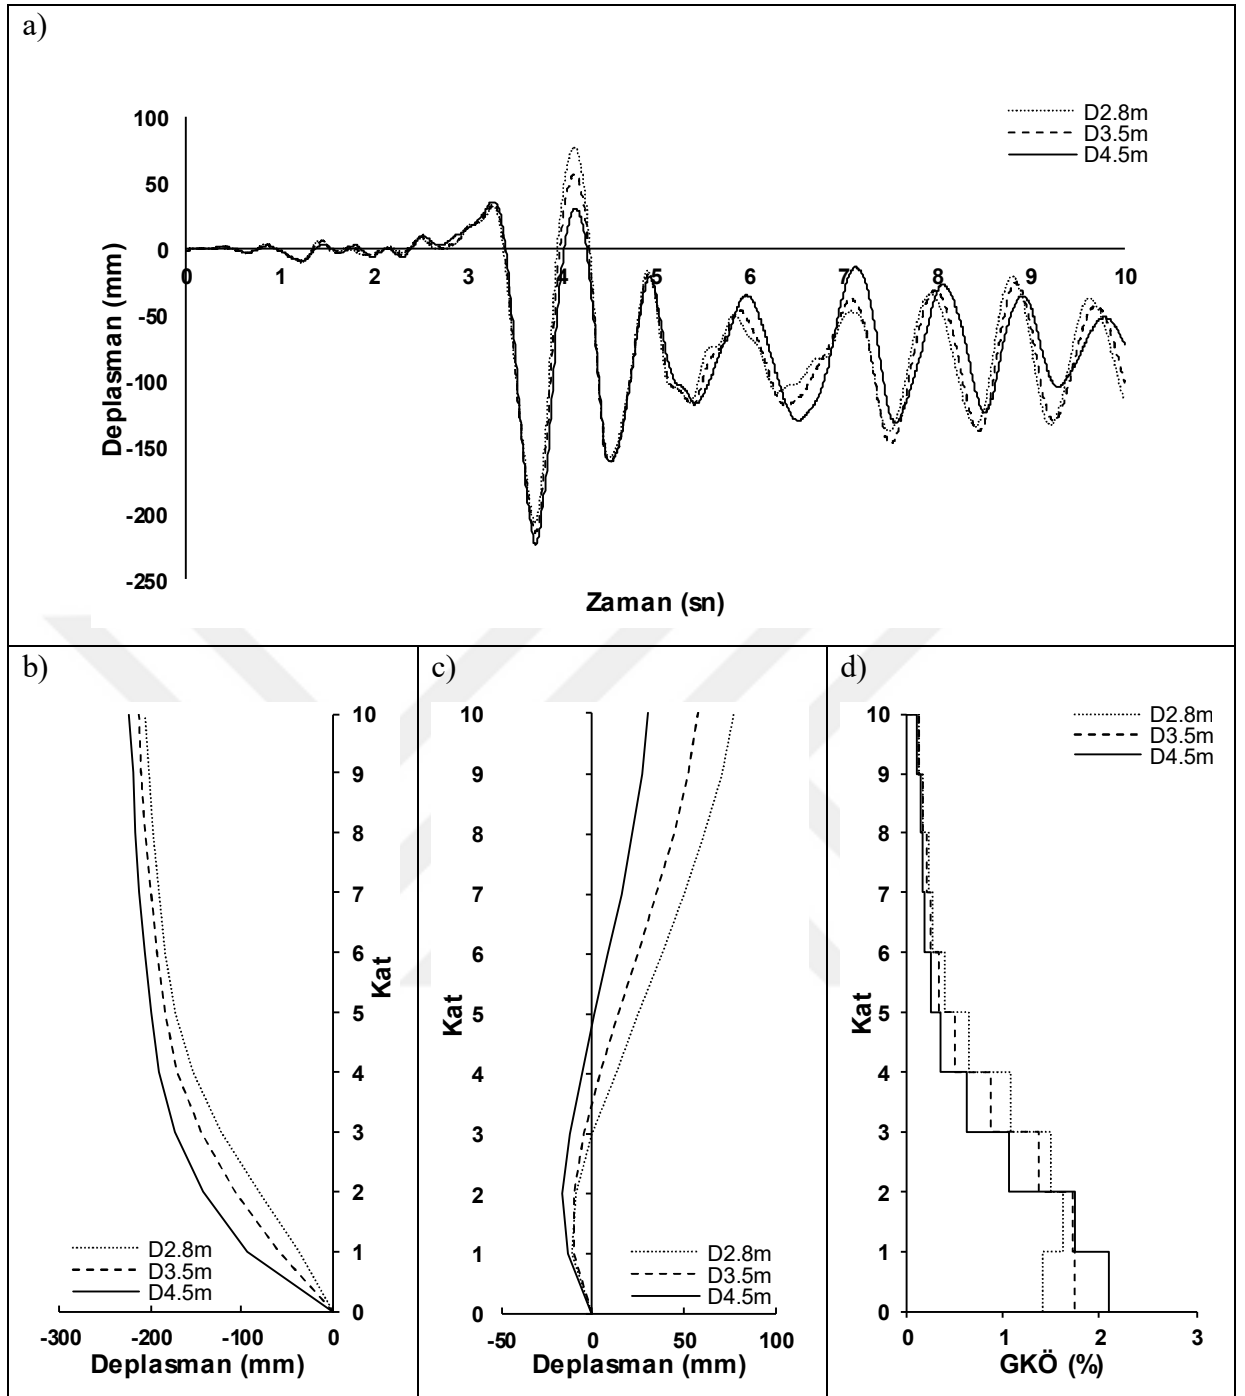 a)
D2.8m
D3.5m
D4.5m
100
50
0
-50
-100
-150
-200
-250
Deplasman (mm)
0 1 2 3 4 5 6 7 8 9 10
Zaman (sn)
b)
10
9
8
7
6
5
4
3
2
1
0
Kat
D2.8m
D3.5m
D4.5m
-300 -200 -100 0
Deplasman (mm)
c)
10
9
8
7
6
5
4
3
2
1
0
Kat
D2.8m
D3.5m
D4.5m
-50 0 50 100
Deplasman (mm)
d)
D2.8m
D3.5m
D4.5m
10
9
8
7
6
5
4
3
2
1
0
Kat
0 1 2 3
GKÖ (%)